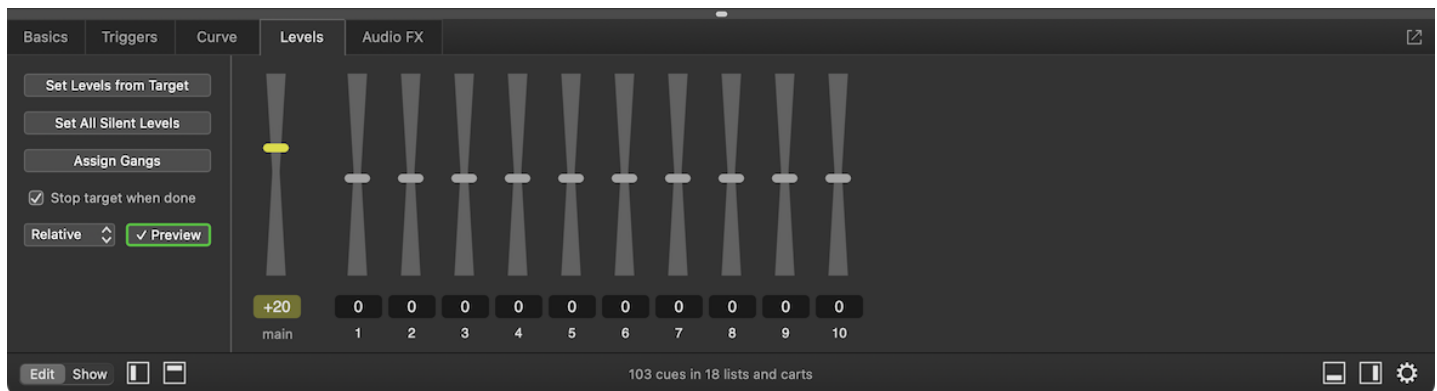 Basics Triggers Curve Levels Audio FX
Set Levels from Target
Set All Silent Levels
Assign Gangs
Stop target when done
Relative ✓ Preview
+20 0 0 0 0 0 0 0 0 0 0
main 1 2 3 4 5 6 7 8 9 10
Edit Show 103 cues in 18 lists and carts